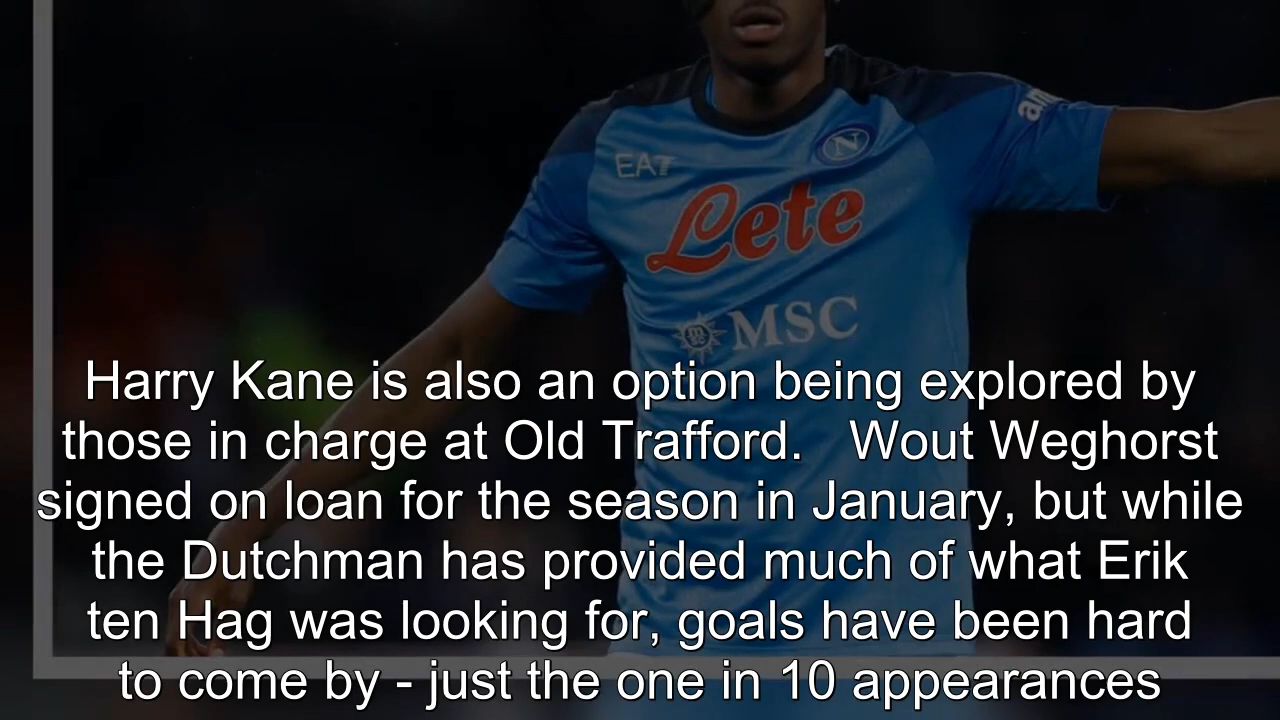 am
EA7
N
Lete
MSC
Harry Kane is also an option being explored by
those in charge at Old Trafford.   Wout Weghorst
signed on loan for the season in January, but while
the Dutchman has provided much of what Erik
ten Hag was looking for, goals have been hard
to come by - just the one in 10 appearances